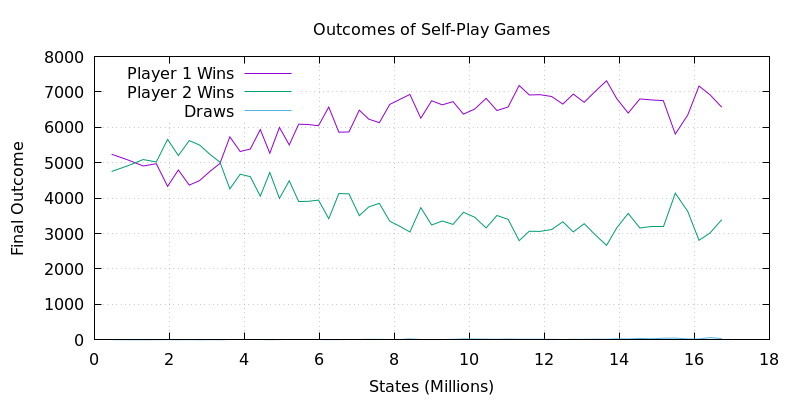 Outcomes of Self-Play Games
Player 1 Wins
Player 2 Wins
Draws
Final Outcome
8000
7000
6000
5000
4000
3000
2000
1000
0
0 2 4 6 8 10 12 14 16 18
States (Millions)